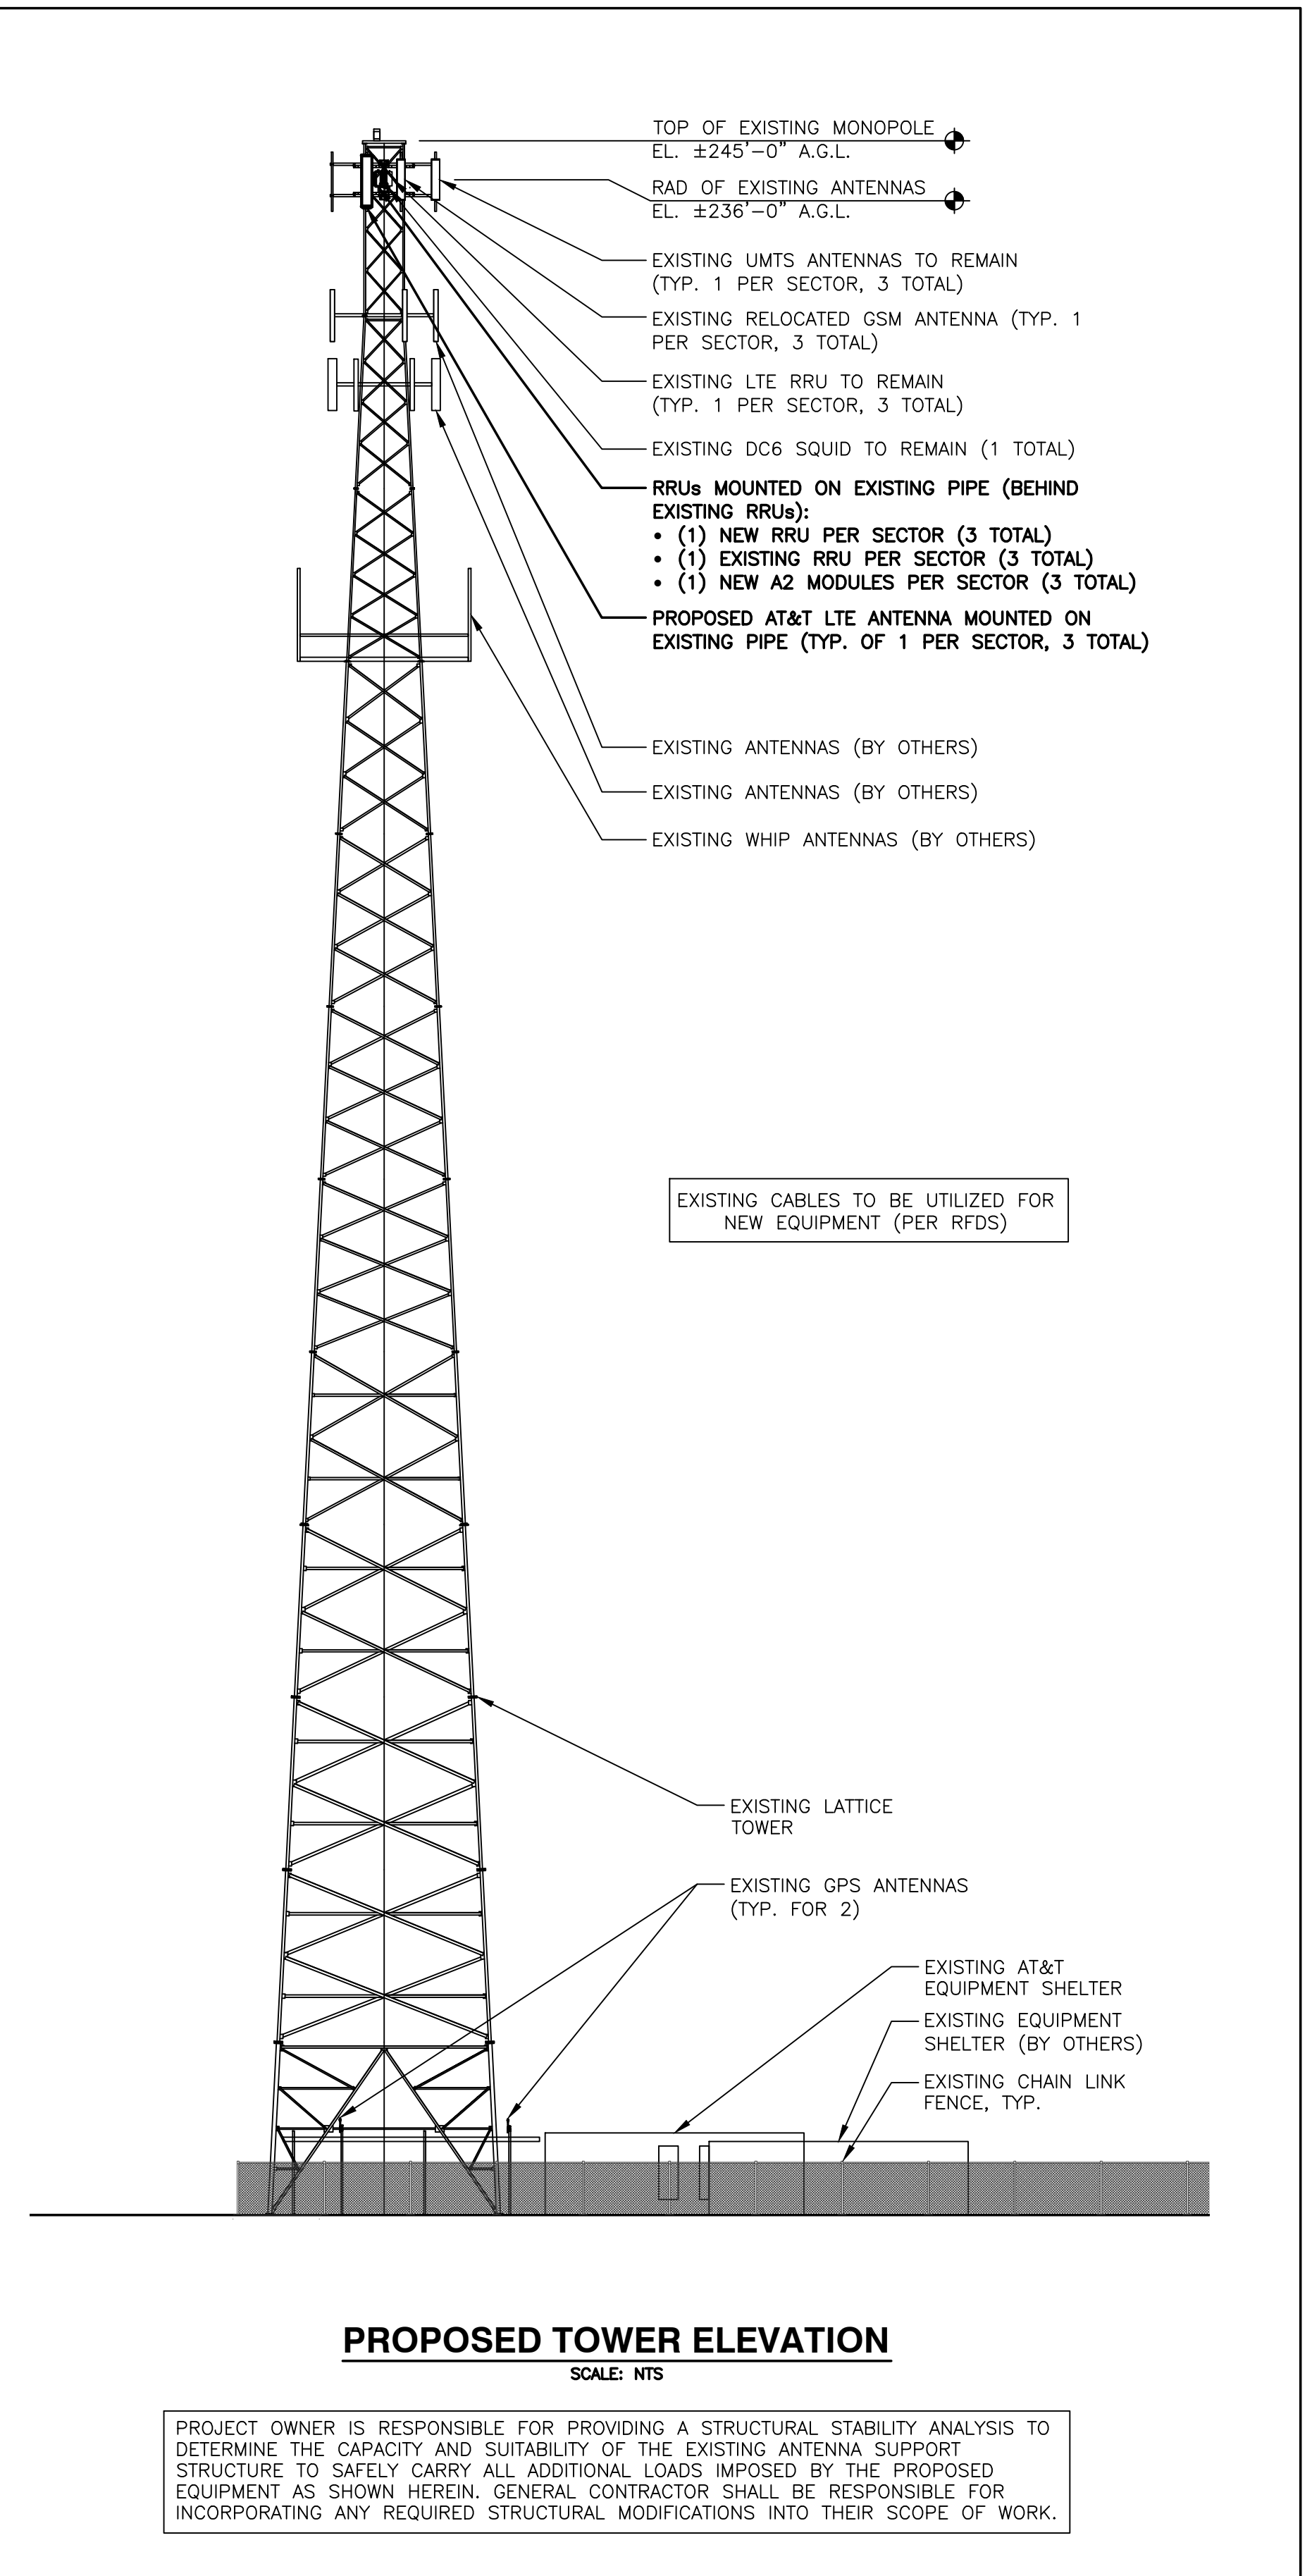 TOP OF EXISTING MONOPOLE
EL. ±245'-0" A.G.L.
RAD OF EXISTING ANTENNAS
EL. ±236'-0" A.G.L.
EXISTING UMTS ANTENNAS TO REMAIN
(TYP. 1 PER SECTOR, 3 TOTAL)
EXISTING RELOCATED GSM ANTENNA (TYP. 1
PER SECTOR, 3 TOTAL)
EXISTING LTE RRU TO REMAIN
(TYP. 1 PER SECTOR, 3 TOTAL)
EXISTING DC6 SQUID TO REMAIN (1 TOTAL)
RRUs MOUNTED ON EXISTING PIPE (BEHIND
EXISTING RRUs):
• (1) NEW RRU PER SECTOR (3 TOTAL)
• (1) EXISTING RRU PER SECTOR (3 TOTAL)
• (1) NEW A2 MODULES PER SECTOR (3 TOTAL)
PROPOSED AT&T LTE ANTENNA MOUNTED ON
EXISTING PIPE (TYP. OF 1 PER SECTOR, 3 TOTAL)
EXISTING ANTENNAS (BY OTHERS)
EXISTING ANTENNAS (BY OTHERS)
EXISTING WHIP ANTENNAS (BY OTHERS)
EXISTING CABLES TO BE UTILIZED FOR
NEW EQUIPMENT (PER RFDS)
EXISTING LATTICE
TOWER
EXISTING GPS ANTENNAS
(TYP. FOR 2)
EXISTING AT&T
EQUIPMENT SHELTER
EXISTING EQUIPMENT
SHELTER (BY OTHERS)
EXISTING CHAIN LINK
FENCE, TYP.
PROPOSED TOWER ELEVATION
SCALE: NTS
PROJECT OWNER IS RESPONSIBLE FOR PROVIDING A STRUCTURAL STABILITY ANALYSIS TO
DETERMINE THE CAPACITY AND SUITABILITY OF THE EXISTING ANTENNA SUPPORT
STRUCTURE TO SAFELY CARRY ALL ADDITIONAL LOADS IMPOSED BY THE PROPOSED
EQUIPMENT AS SHOWN HEREIN. GENERAL CONTRACTOR SHALL BE RESPONSIBLE FOR
INCORPORATING ANY REQUIRED STRUCTURAL MODIFICATIONS INTO THEIR SCOPE OF WORK.